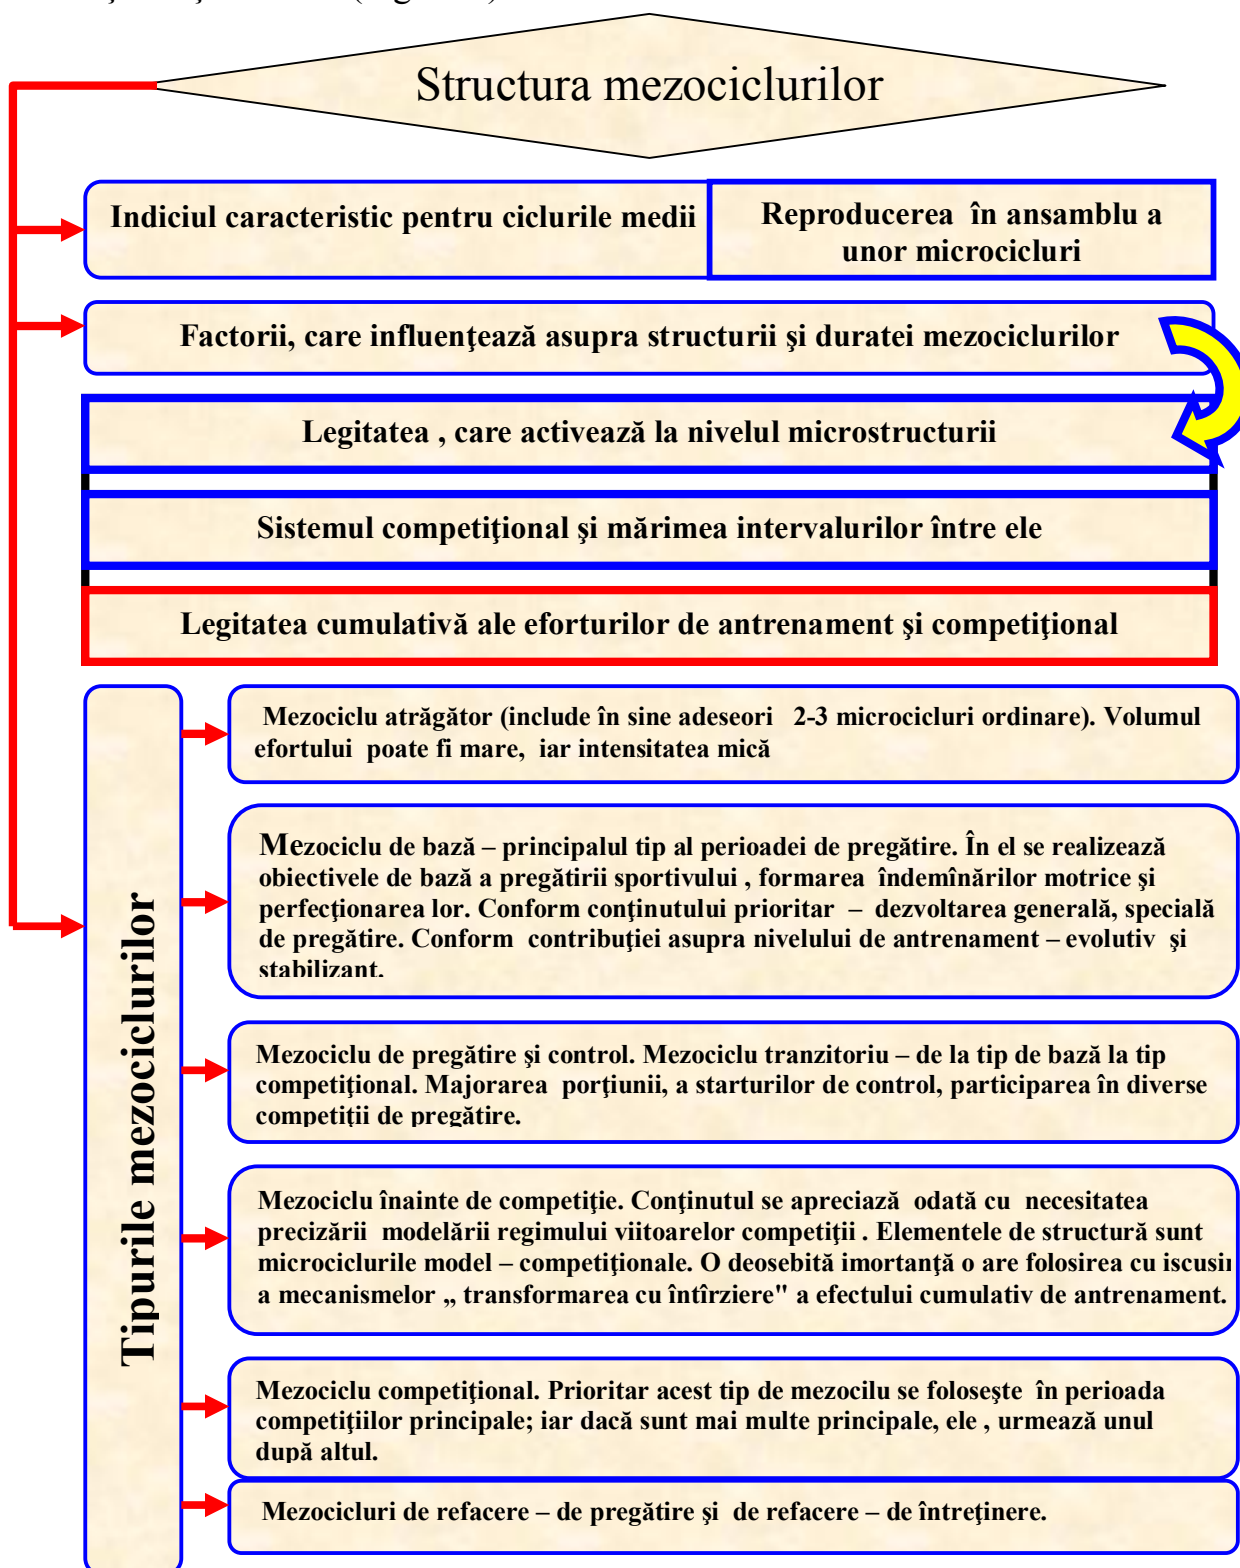 Structura mezociclurilor
Indiciul caracteristic pentru ciclurile medii
Reproducerea în ansamblu a
unor microcicluri
Factorii, care influenţează asupra structurii şi duratei mezociclurilor
Legitatea , care activează la nivelul microstructurii
Sistemul competiţional şi mărimea intervalurilor între ele
Legitatea cumulativă ale eforturilor de antrenament şi competiţional
Tipurile mezociclurilor
Mezociclu atrăgător (include în sine adeseori 2-3 microcicluri ordinare). Volumul
efortului poate fi mare, iar intensitatea mică
Mezociclu de bază – principalul tip al perioadei de pregătire. În el se realizează
obiectivele de bază a pregătirii sportivului , formarea îndemînărilor motrice şi
perfecţionarea lor. Conform conţinutului prioritar – dezvoltarea generală, specială
de pregătire. Conform contribuţiei asupra nivelului de antrenament – evolutiv şi
stabilizant.
Mezociclu de pregătire şi control. Mezociclu tranzitoriu – de la tip de bază la tip
competiţional. Majorarea porţiunii, a starturilor de control, participarea în diverse
competiţii de pregătire.
Mezociclu înainte de competiţie. Conţinutul se apreciază odată cu necesitatea
precizării modelării regimului viitoarelor competiţii . Elementele de structură sunt
microciclurile model – competiţionale. O deosebită imortanţă o are folosirea cu
a mecanismelor „ transformarea cu întîrziere" a efectului cumulativ de antrenament.
Mezociclu competiţional. Prioritar acest tip de mezocilu se foloseşte în perioada
competiţiilor principale; iar dacă sunt mai multe principale, ele , urmează unul
după altul.
Mezocicluri de refacere – de pregătire şi de refacere – de întreţinere.